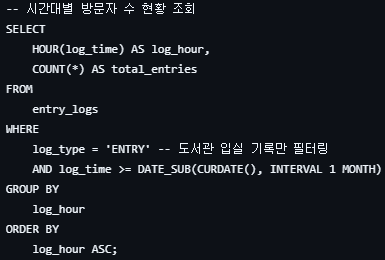 -- 시간대별 방문자 수 현황 조회
SELECT
HOUR(log_time) AS log_hour,
COUNT(*) AS total_entries
FROM
entry_logs
WHERE
log_type = 'ENTRY' -- 도서관 입실 기록만 필터링
AND log_time >= DATE_SUB(CURDATE(), INTERVAL 1 MONTH)
GROUP BY
log_hour
ORDER BY
log_hour ASC;